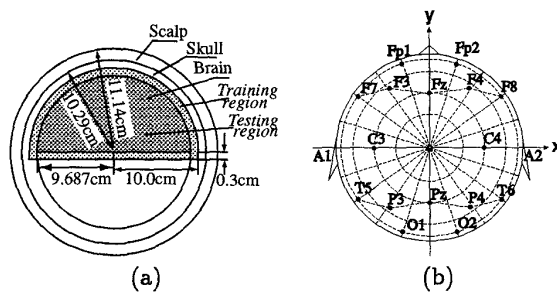 Scalp
Skull
Brain
Training
region
Testing
region
10.29cm
11.14cm
9.687cm
10.0cm
0.3cm
(a)
y
Fp1
Fp2
F7
F3
Fz
F4
F8
A1
C3
C4
A2
x
T5
P3
Pz
P4
T6
O1
O2
(b)